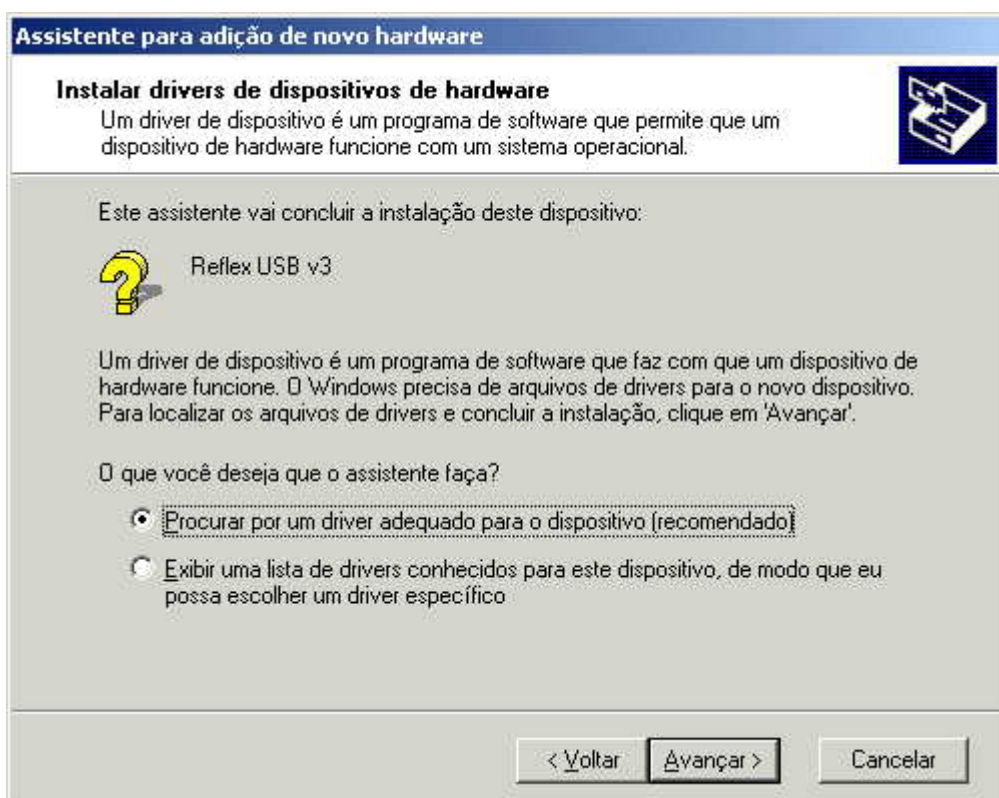 Assistente para adição de novo hardware
Instalar drivers de dispositivos de hardware
Um driver de dispositivo é um programa de software que permite que um
dispositivo de hardware funcione com um sistema operacional.
Este assistente vai concluir a instalação deste dispositivo:
Reflex USB v3
Um driver de dispositivo é um programa de software que faz com que um dispositivo de
hardware funcione. O Windows precisa de arquivos de drivers para o novo dispositivo.
Para localizar os arquivos de drivers e concluir a instalação, clique em 'Avançar'.
O que você deseja que o assistente faça?
Procurar por um driver adequado para o dispositivo (recomendado)
Exibir uma lista de drivers conhecidos para este dispositivo, de modo que eu
possa escolher um driver específico
< Voltar Avançar > Cancelar